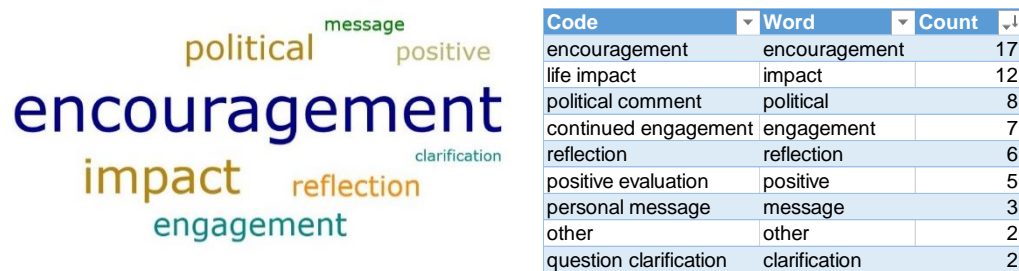 message
political
positive
encouragement
clarification
impact
reflection
engagement
Code Word Count
encouragement encouragement 17
life impact impact 12
political comment political 8
continued engagement engagement 7
reflection reflection 6
positive evaluation positive 5
personal message message 3
other other 2
question clarification clarification 2